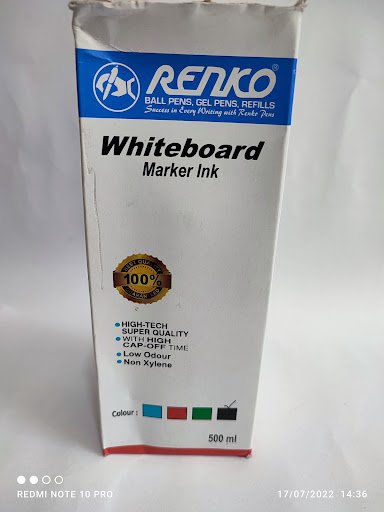 RENKO®
BALL PENS, GEL PENS, REFILLS
Success in Every Writing with Renko Pens
Whiteboard
Marker Ink
BEST QUALITY
100%
• HIGH-TECH
SUPER QUALITY
• WITH HIGH
CAP-OFF TIME
• Low Odour
• Non Xylene
Colour :
500 ml
REDMI NOTE 10 PRO
17/07/2022 14:36